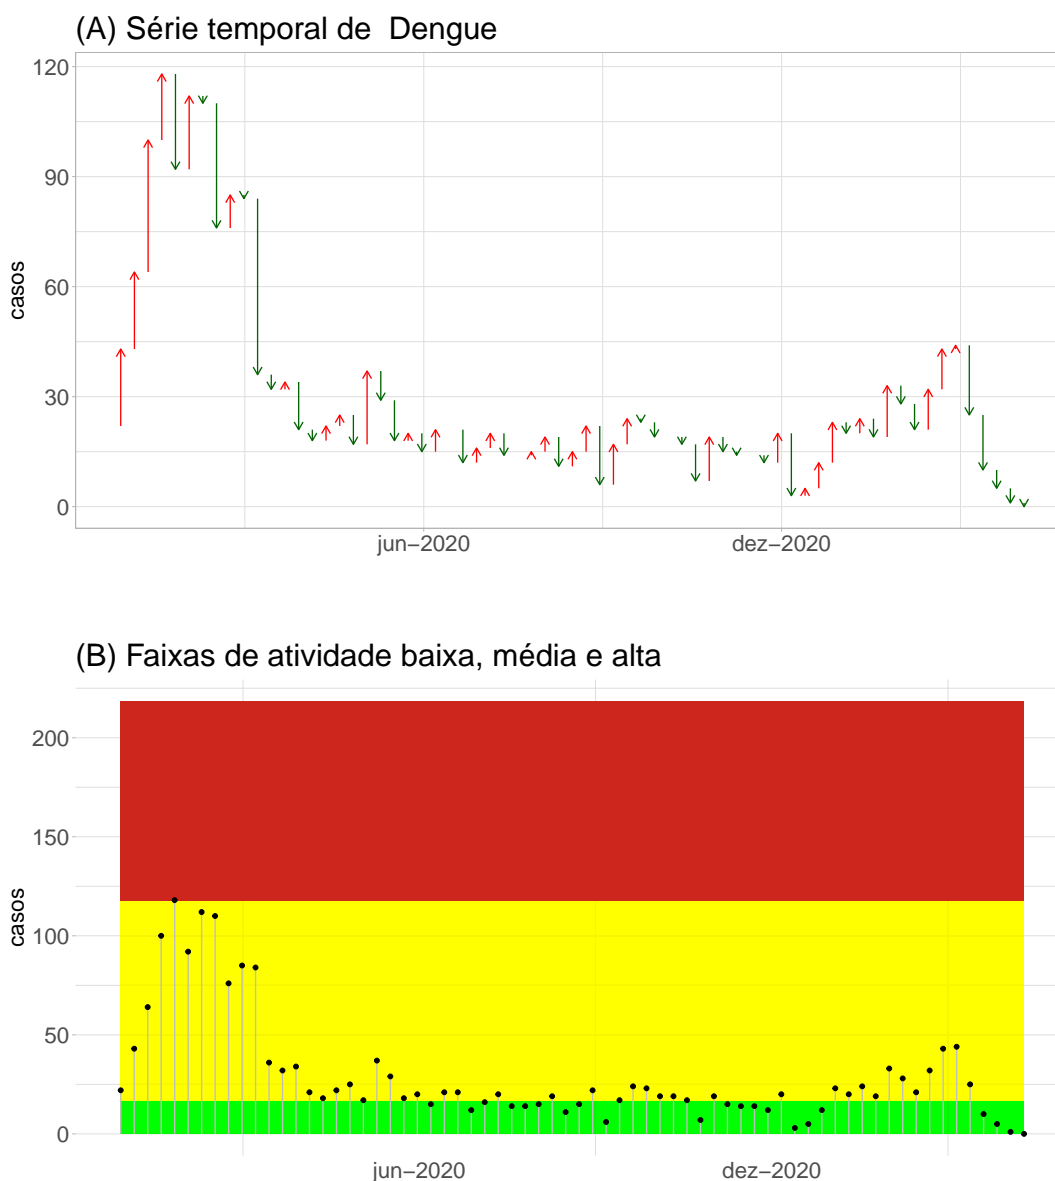 (A) Série temporal de  Dengue
120
90
60
30
0
casos
jun−2020
dez−2020
(B) Faixas de atividade baixa, média e alta
200
150
100
50
0
casos
jun−2020
dez−2020